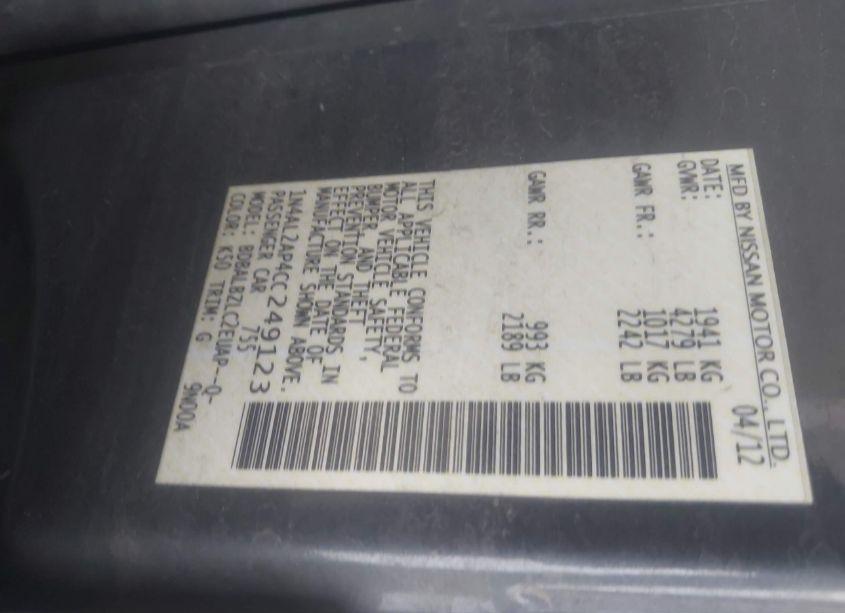 MFD BY NISSAN MOTOR CO., LTD.
DATE: 04/12
GVWR: 1941 KG
4279 LB
GAWR FR.: 1017 KG
2242 LB
GAWR RR.: 993 KG
2189 LB
THIS VEHICLE CONFORMS TO
ALL APPLICABLE FEDERAL
MOTOR VEHICLE SAFETY,
BUMPER, AND THEFT
PREVENTION STANDARDS IN
EFFECT ON THE DATE OF
MANUFACTURE SHOWN ABOVE.
1N4AL2AP4CC249123
PASSENGER CAR 755
MODEL: BDBALRZLC2EUAP--Q-
COLOR: K50 TRIM: G 9N00A